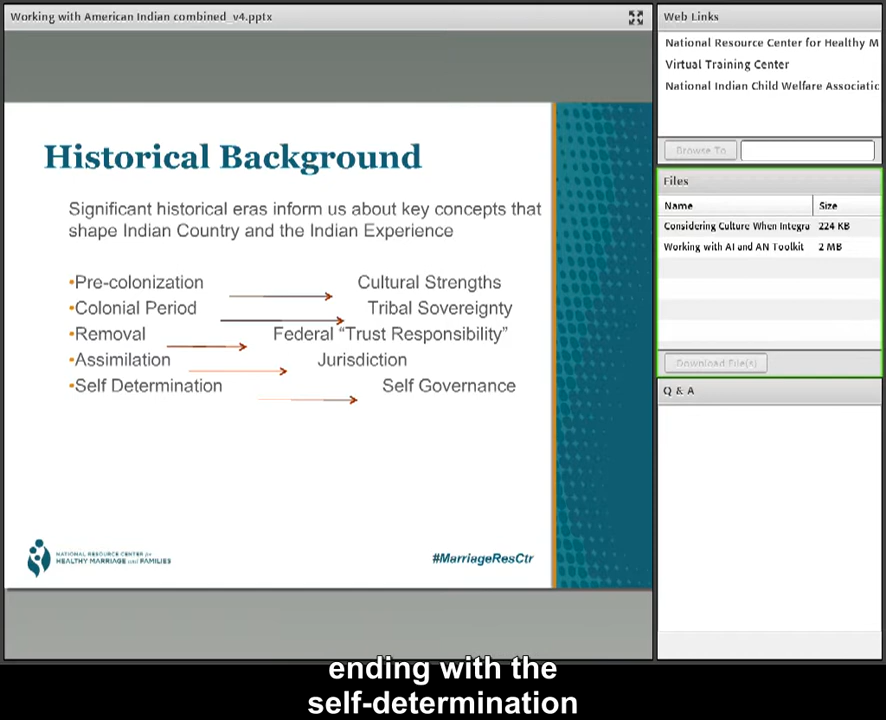 Working with American Indian combined_v4.pptx
Historical Background
Significant historical eras inform us about key concepts that
shape Indian Country and the Indian Experience
•Pre-colonization Cultural Strengths
•Colonial Period Tribal Sovereignty
•Removal Federal “Trust Responsibility”
•Assimilation Jurisdiction
•Self Determination Self Governance
NATIONAL RESOURCE CENTER for
HEALTHY MARRIAGE and FAMILIES
#MarriageResCtr
Web Links
National Resource Center for Healthy M
Virtual Training Center
National Indian Child Welfare Associatic
Browse To
Files
Name Size
Considering Culture When Integra 224 KB
Working with AI and AN Toolkit 2 MB
Download File(s)
Q & A
ending with the
self-determination